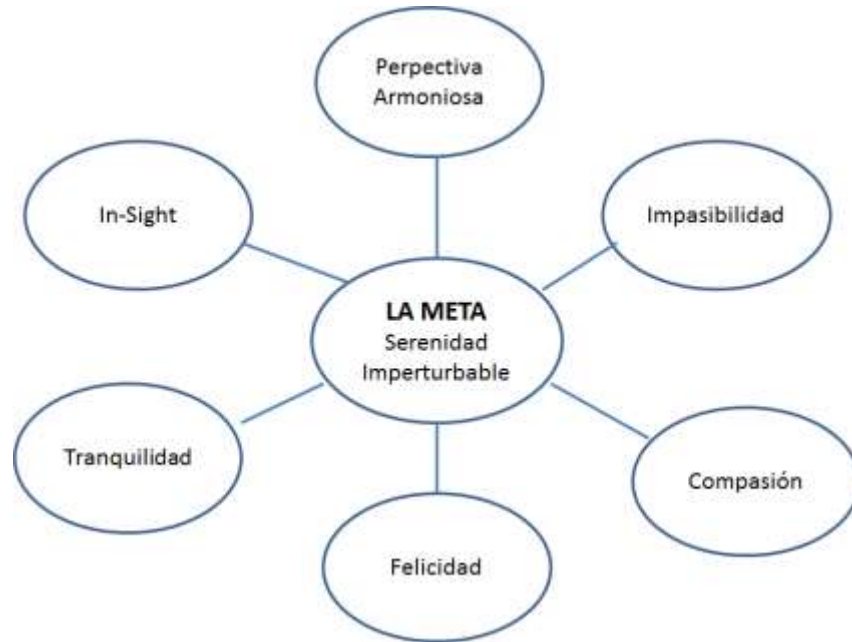 Perpectiva
Armoniosa
In-Sight
Impasibilidad
LA META
Serenidad
Imperturbable
Tranquilidad
Compasión
Felicidad